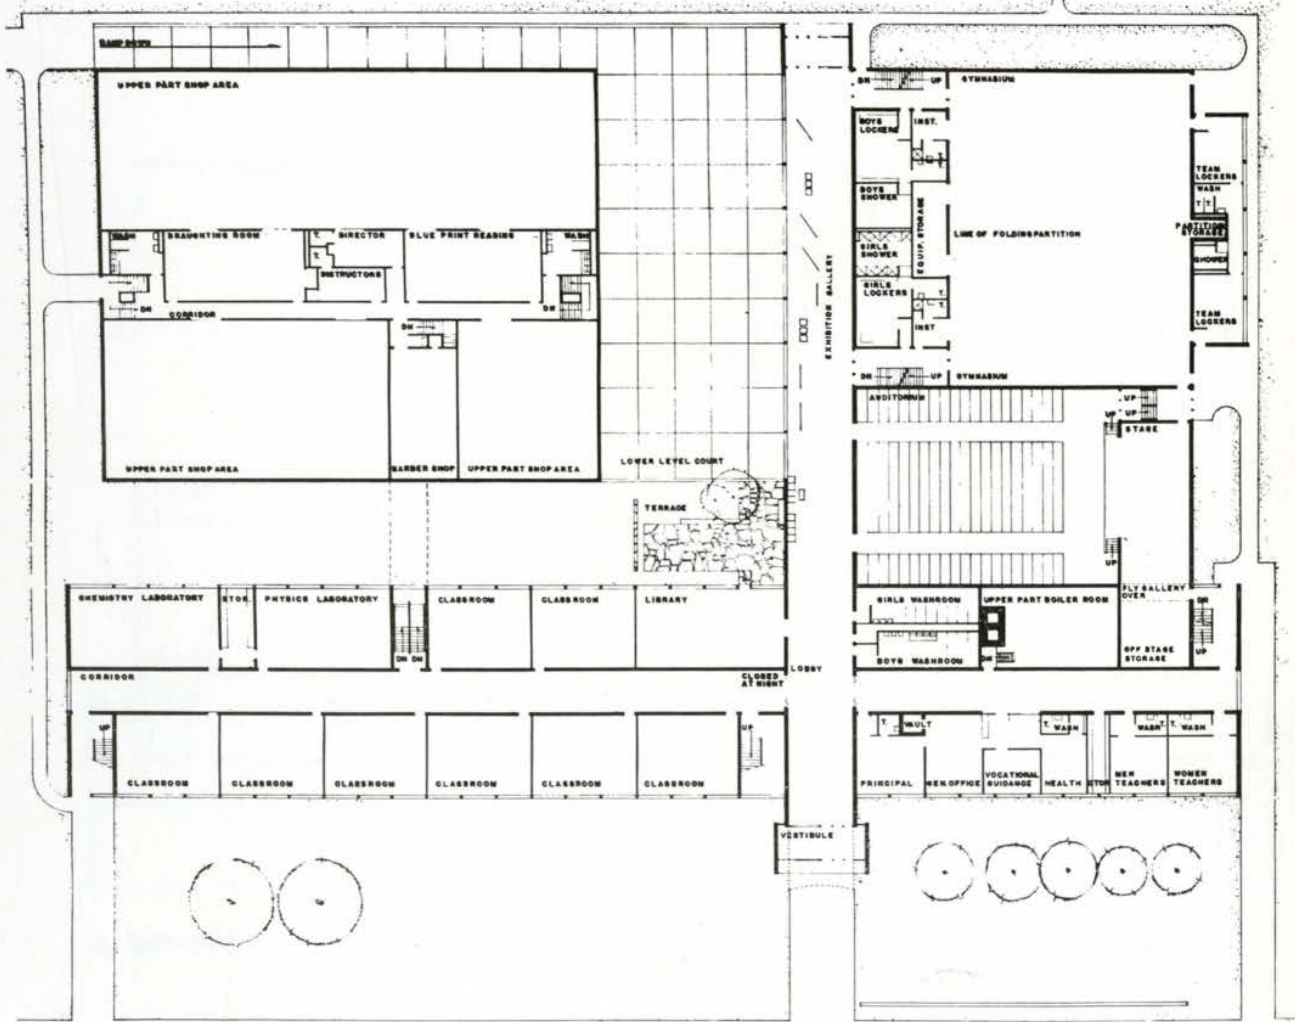 RAMP DOWN
UPPER PART SHOP AREA
DN
UP
GYMNASIUM
BOYS
LOCKERS
INST.
T.
TEAM
LOCKERS
WASH
T. T.
BOYS
SHOWER
EQUIP. STORAGE
LINE OF FOLDING PARTITION
PARTITION
STORAGE
WASH
DRAUGHTING ROOM
T.
T.
DIRECTOR
BLUE PRINT READING
WASH
INSTRUCTORS
GIRLS
SHOWER
SHOWER
GIRLS
LOCKERS
T.
T.
INST
TEAM
LOCKERS
EXHIBITION GALLERY
DN
CORRIDOR
DN
DN
DN
UP
GYMNASIUM
AUDITORIUM
UP
UP
UP
STAGE
UPPER PART SHOP AREA
BARBER SHOP
UPPER PART SHOP AREA
LOWER LEVEL COURT
TERRACE
UP
CHEMISTRY LABORATORY
STOR.
PHYSICS LABORATORY
CLASSROOM
CLASSROOM
LIBRARY
GIRLS WASHROOM
UPPER PART BOILER ROOM
FLY GALLERY
OVER
DN
UP
DN DN
BOYS WASHROOM
DN
OFF STAGE
STORAGE
LOBBY
CORRIDOR
CLOSED
AT NIGHT
UP
UP
T.
VAULT
T. WASH
WASH T.
T. WASH
CLASSROOM
CLASSROOM
CLASSROOM
CLASSROOM
CLASSROOM
CLASSROOM
PRINCIPAL
GEN. OFFICE
VOCATIONAL
GUIDANCE
HEALTH
STOR
MEN
TEACHERS
WOMEN
TEACHERS
VESTIBULE